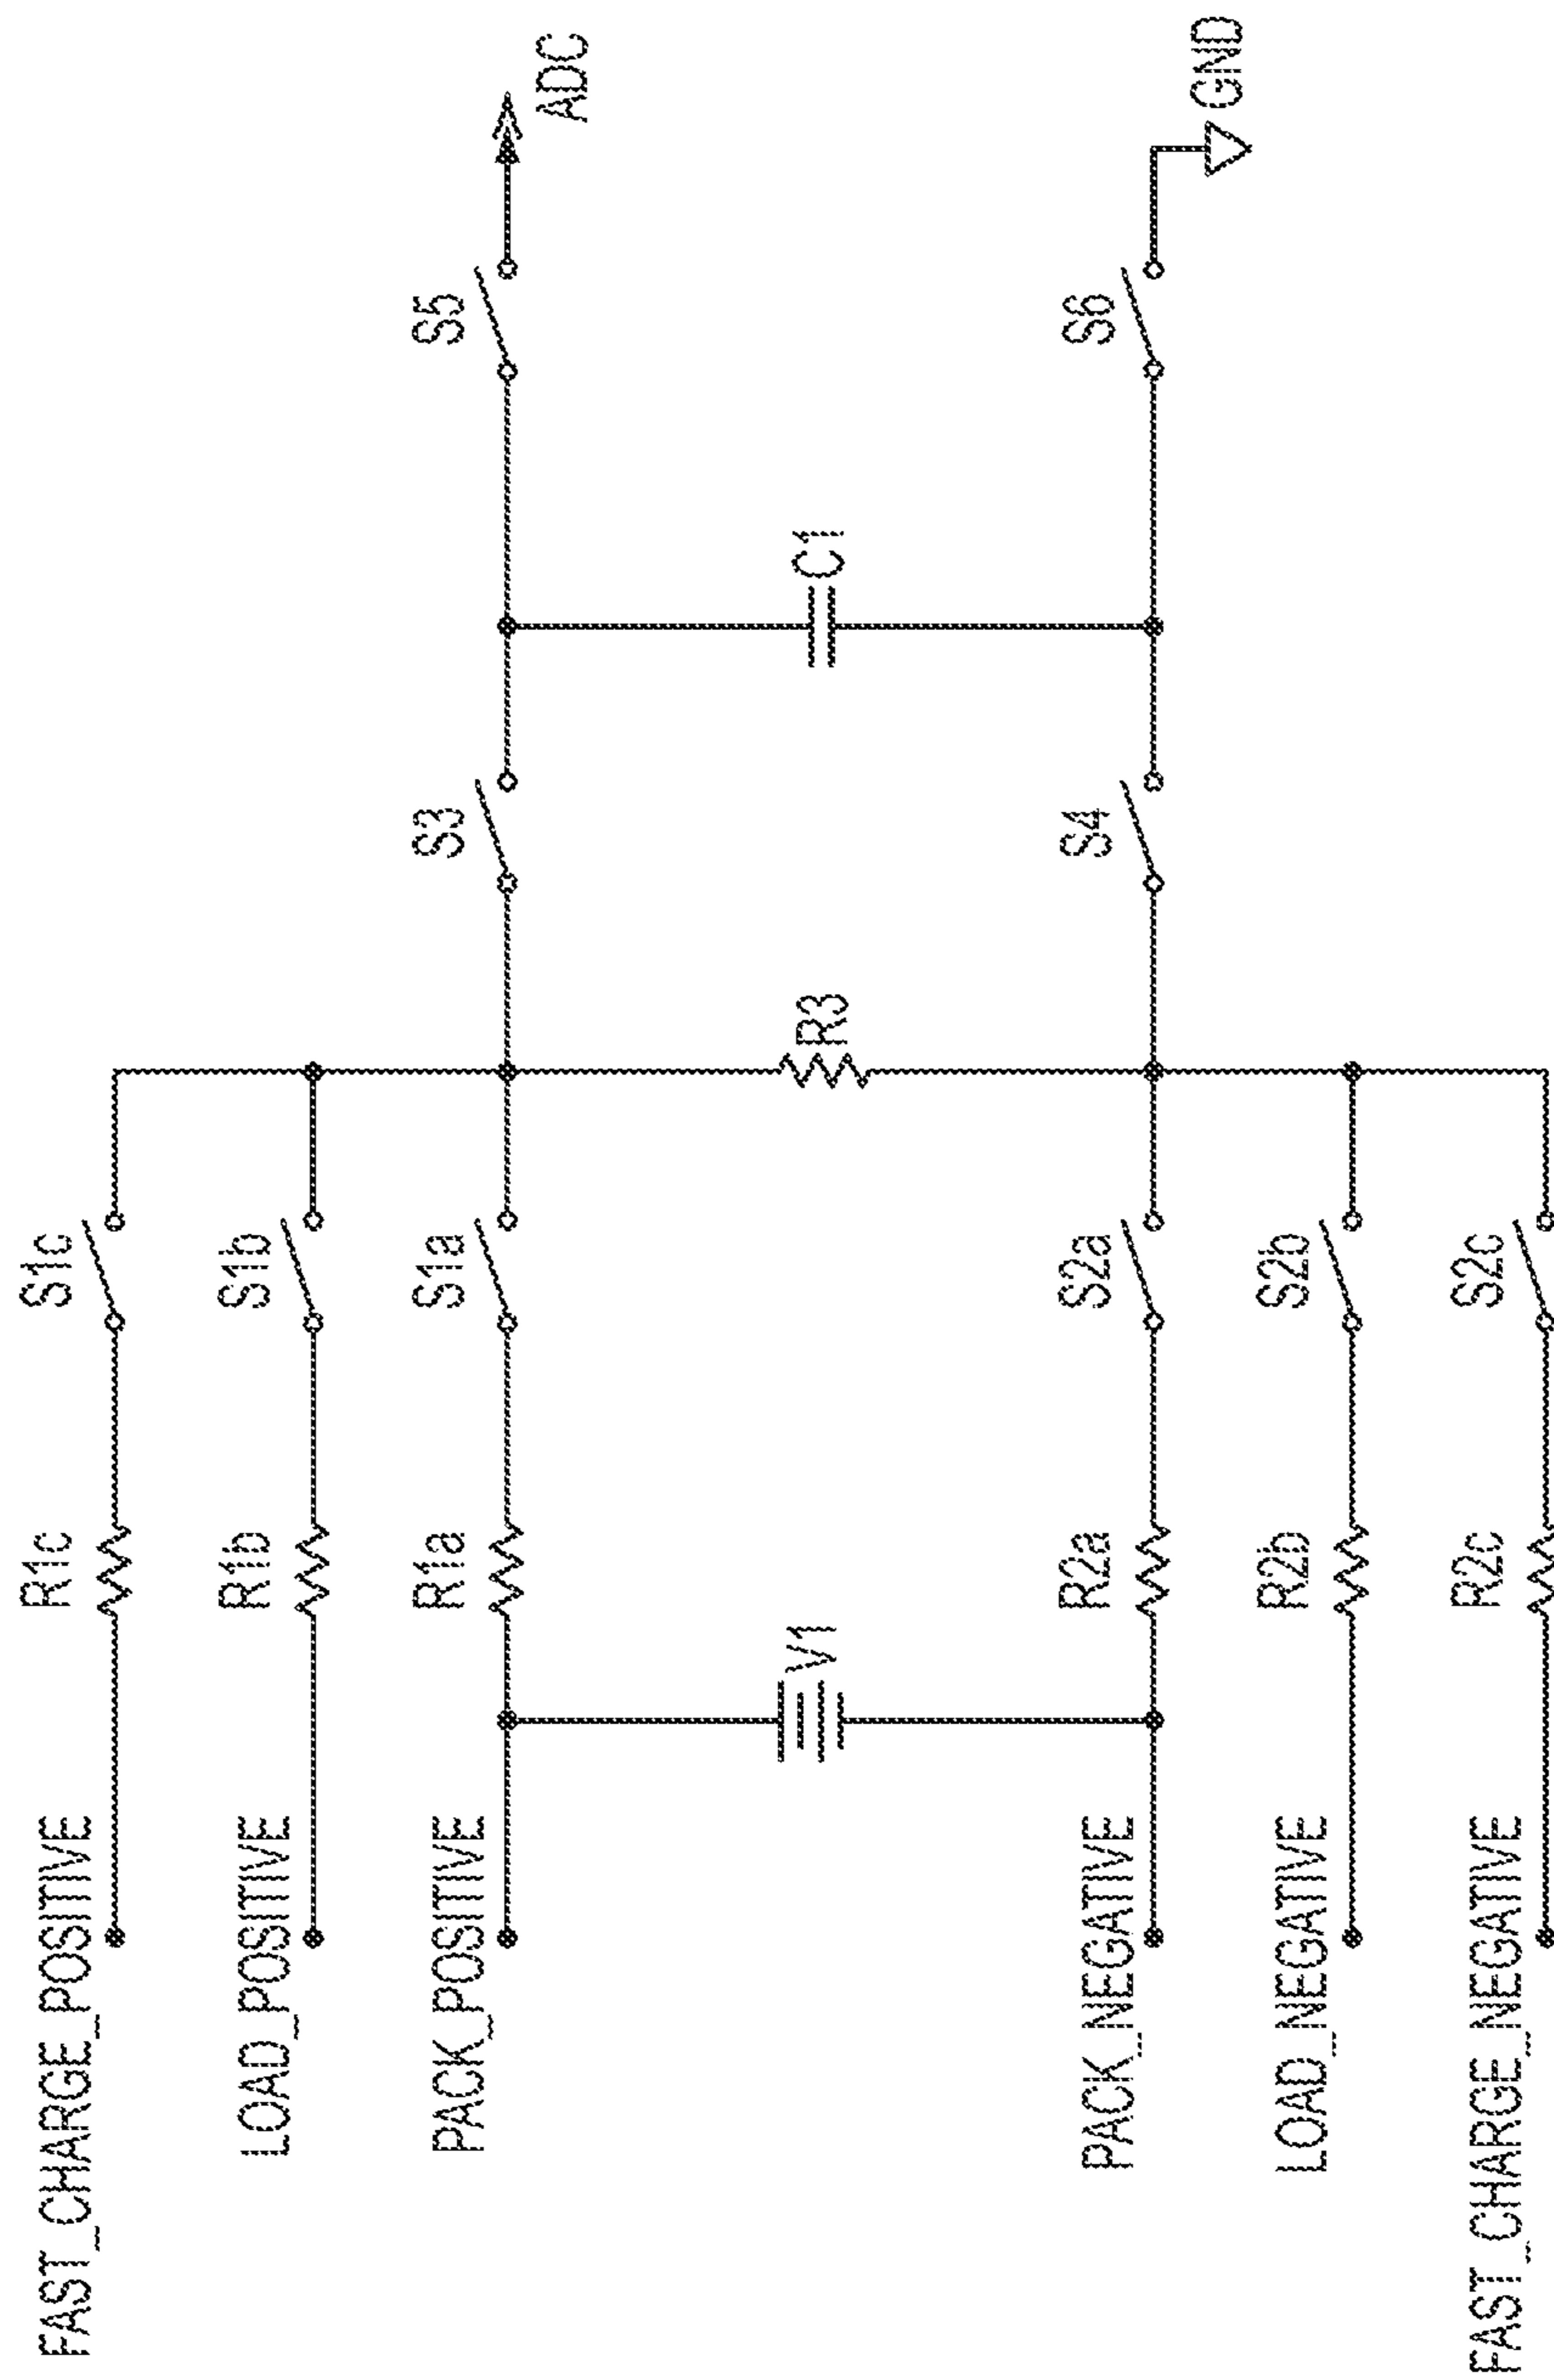 FAST_CHARGE_POSITIVE
R1c
S1c
LOAD_POSITIVE
R1b
S1b
PACK_POSITIVE
R1a
S1a
S3
S5
ADC
V1
R3
C1
PACK_NEGATIVE
R2a
S2a
S4
S6
GND
LOAD_NEGATIVE
R2b
S2b
FAST_CHARGE_NEGATIVE
R2c
S2c